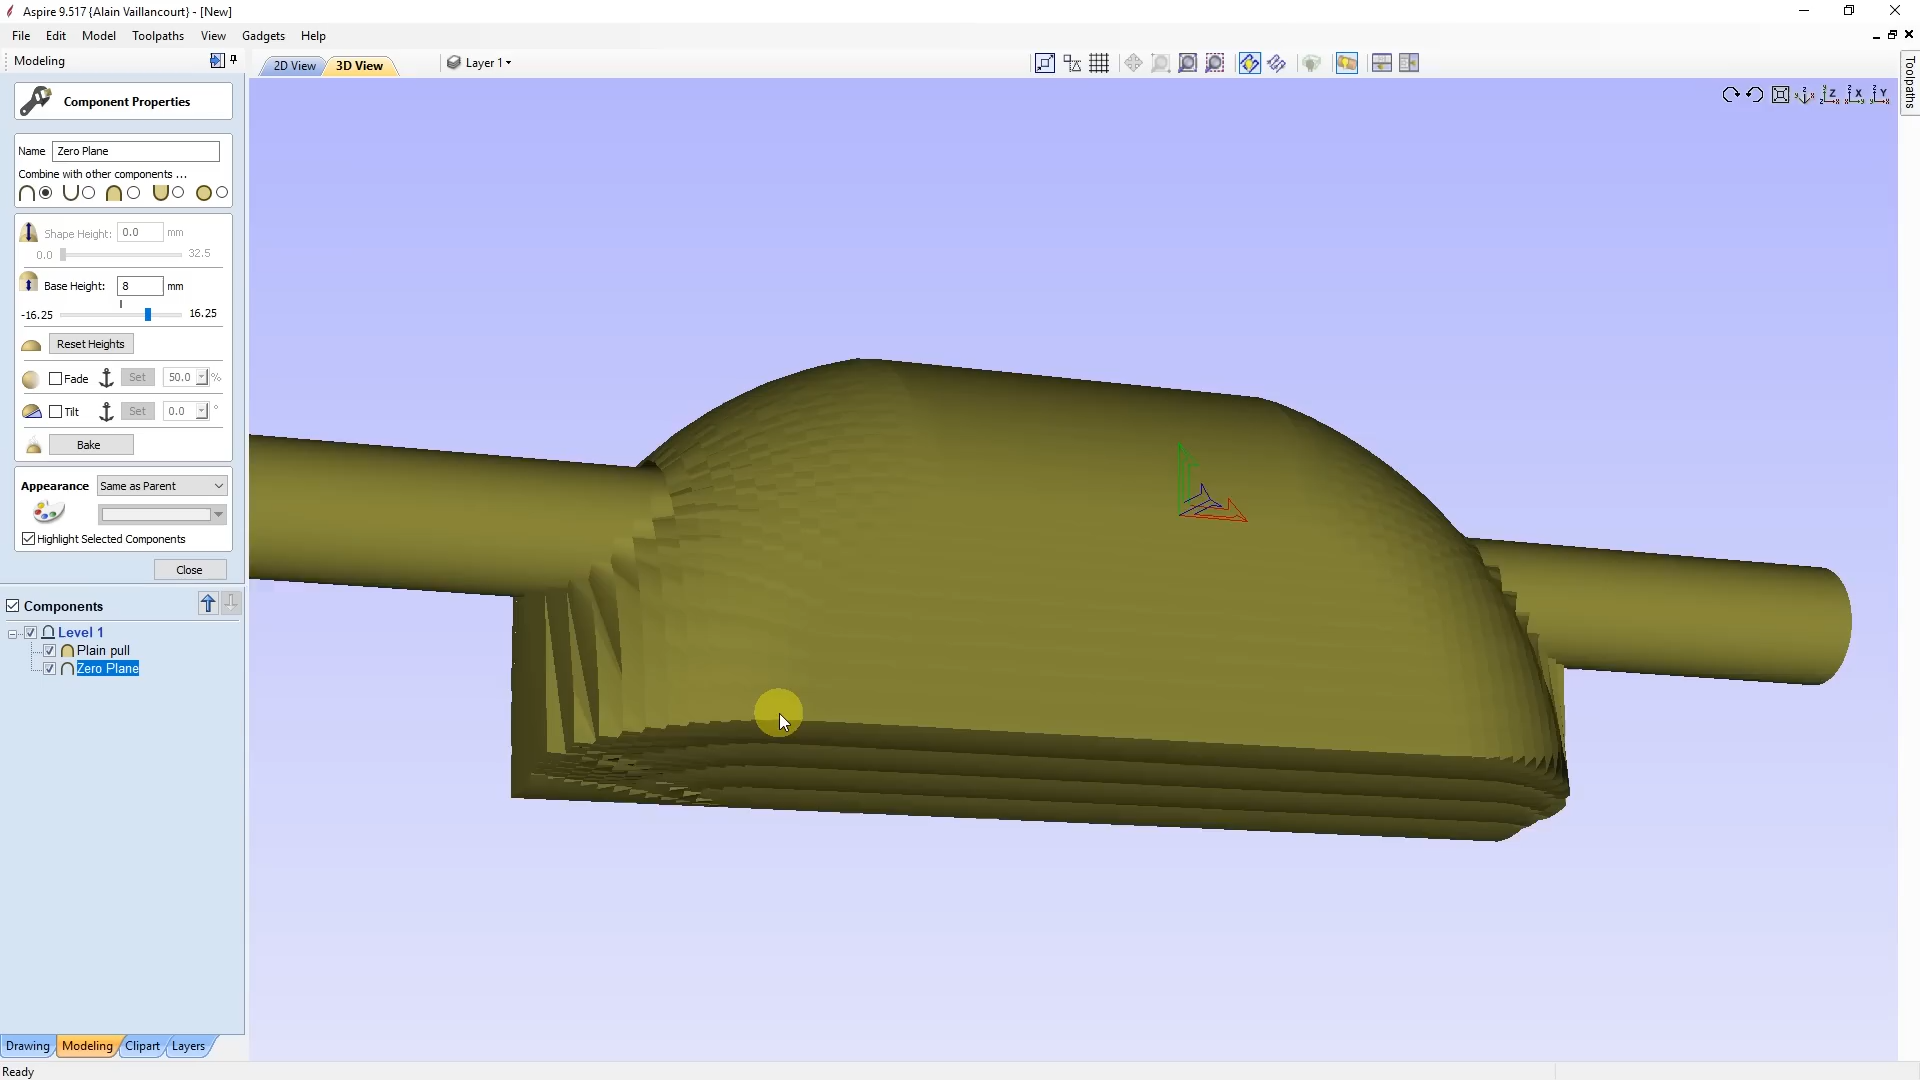 Aspire 9.517 {Alain Vaillancourt} - [New]
File Edit Model Toolpaths View Gadgets Help
Modeling
2D View 3D View Layer 1
Toolpaths
Component Properties
Name Zero Plane
Combine with other components ...
Shape Height: 0.0 mm
0.0 32.5
Base Height: 8 mm
-16.25 16.25
Reset Heights
Fade Set 50.0 %
Tilt Set 0.0 °
Bake
Appearance Same as Parent
Highlight Selected Components
Close
Components
Level 1
Plain pull
Zero Plane
Drawing Modeling Clipart Layers
Ready